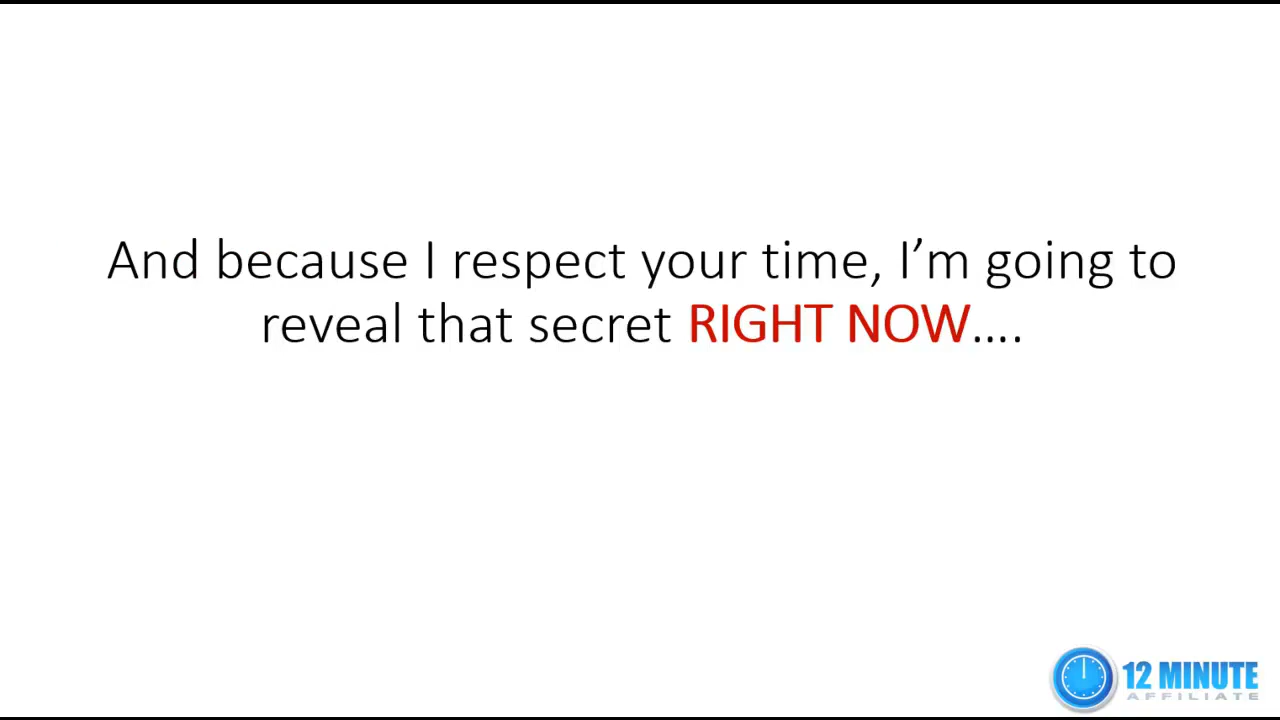 And because I respect your time, I’m going to
reveal that secret RIGHT NOW….
12 MINUTE
AFFILIATE